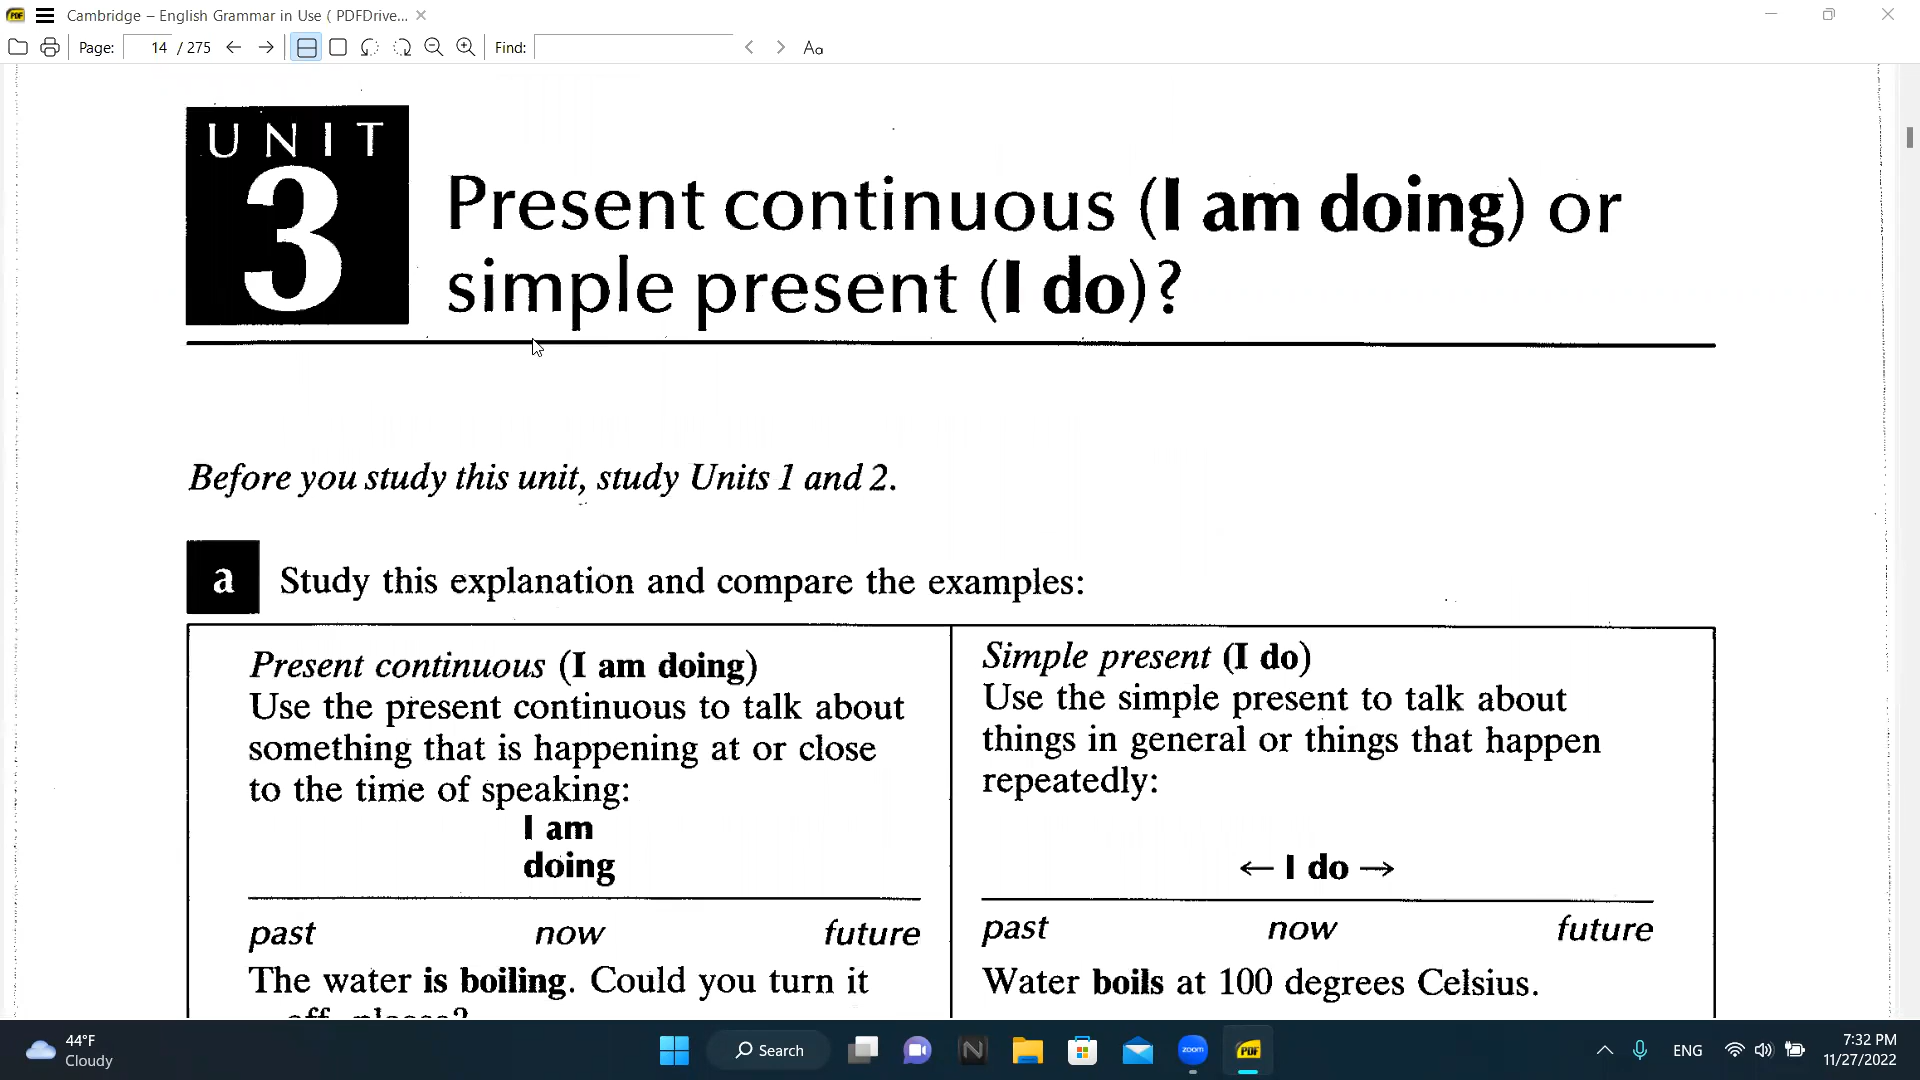 Cambridge – English Grammar in Use ( PDFDrive...
Page: 14 / 275 Find: Aa
UNIT
3
Present continuous (I am doing) or
simple present (I do)?
Before you study this unit, study Units 1 and 2.
a Study this explanation and compare the examples:
Present continuous (I am doing)
Use the present continuous to talk about
something that is happening at or close
to the time of speaking:
I am
doing
past now future
The water is boiling. Could you turn it
off, please?
Simple present (I do)
Use the simple present to talk about
things in general or things that happen
repeatedly:
← I do →
past now future
Water boils at 100 degrees Celsius.
44°F
Cloudy
Search
zoom
PDF
ENG
7:32 PM
11/27/2022